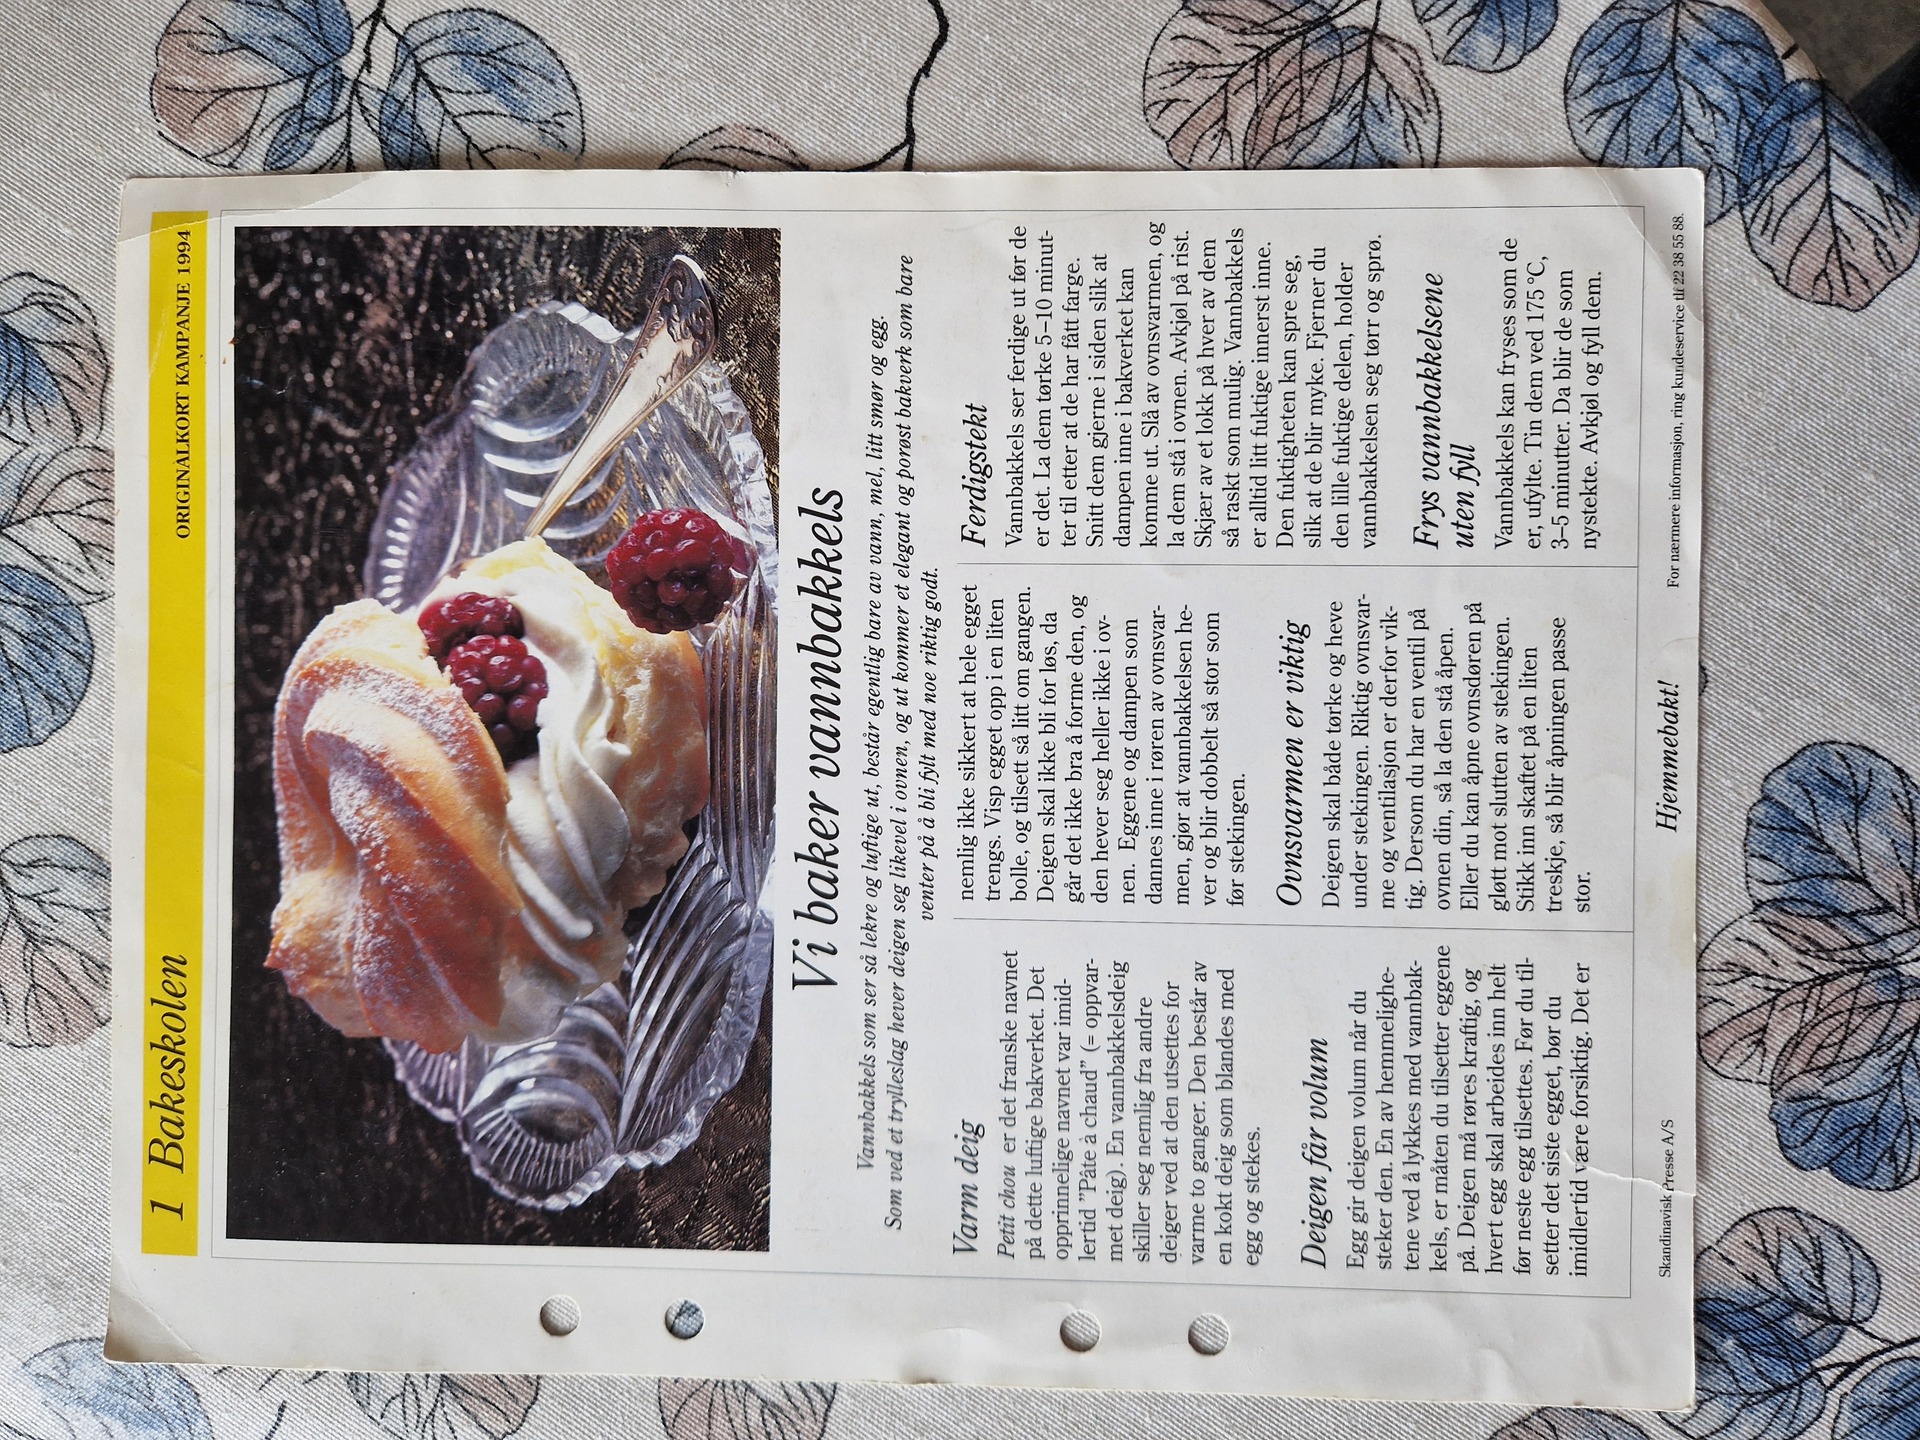 1 Bakeskolen
ORIGINALKORT KAMPANJE 1994
Vi baker vannbakkels
Vannbakkels som ser så lekre og luftige ut, består egentlig bare av vann, mel, litt smør og egg.
Som ved et trylleslag hever deigen seg likevel i ovnen, og ut kommer et elegant og porøst bakverk som bare
venter på å bli fylt med noe riktig godt.
Varm deig
Petit chou er det franske navnet
på dette luftige bakverket. Det
opprinnelige navnet var imid-
lertid ”Pâte à chaud” (= oppvar-
met deig). En vannbakkelsdeig
skiller seg nemlig fra andre
deiger ved at den utsettes for
varme to ganger. Den består av
en kokt deig som blandes med
egg og stekes.
Deigen får volum
Egg gir deigen volum når du
steker den. En av hemmelighe-
tene ved å lykkes med vannbak-
kels, er måten du tilsetter eggene
på. Deigen må røres kraftig, og
hvert egg skal arbeides inn helt
før neste egg tilsettes. Før du til-
setter det siste egget, bør du
imidlertid være forsiktig. Det er
nemlig ikke sikkert at hele egget
trengs. Visp egget opp i en liten
bolle, og tilsett så litt om gangen.
Deigen skal ikke bli for løs, da
går det ikke bra å forme den, og
den hever seg heller ikke i ov-
nen. Eggene og dampen som
dannes inne i røren av ovnsvar-
men, gjør at vannbakkelsen he-
ver og blir dobbelt så stor som
før stekingen.
Ovnsvarmen er viktig
Deigen skal både tørke og heve
under stekingen. Riktig ovnsvar-
me og ventilasjon er derfor vik-
tig. Dersom du har en ventil på
ovnen din, så la den stå åpen.
Eller du kan åpne ovnsdøren på
gløtt mot slutten av stekingen.
Stikk inn skaftet på en liten
treskje, så blir åpningen passe
stor.
Ferdigstekt
Vannbakkels ser ferdige ut før de
er det. La dem tørke 5–10 minut-
ter til etter at de har fått farge.
Snitt dem gjerne i siden slik at
dampen inne i bakverket kan
komme ut. Slå av ovnsvarmen, og
la dem stå i ovnen. Avkjøl på rist.
Skjær av et lokk på hver av dem
så raskt som mulig. Vannbakkels
er alltid litt fuktige innerst inne.
Den fuktigheten kan spre seg,
slik at de blir myke. Fjerner du
den lille fuktige delen, holder
vannbakkelsen seg tørr og sprø.
Frys vannbakkelsene
uten fyll
Vannbakkels kan fryses som de
er, ufylte. Tin dem ved 175 °C,
3–5 minutter. Da blir de som
nystekte. Avkjøl og fyll dem.
Skandinavisk Presse A/S
Hjemmebakt!
For nærmere informasjon, ring kundeservice tlf 22 38 55 88.